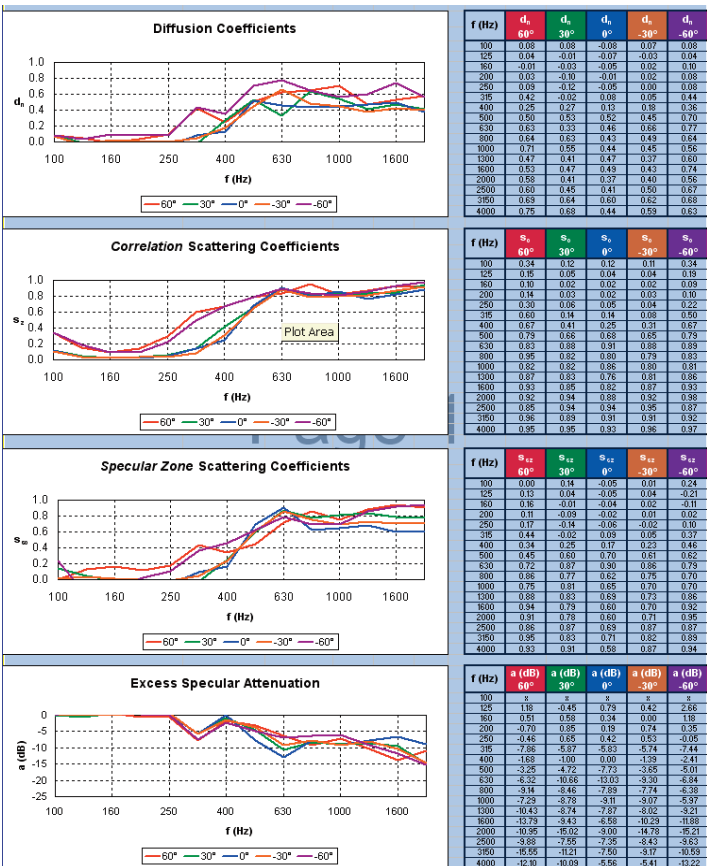 Diffusion Coefficients
1.0
0.8
0.6
0.4
0.2
0.0
dn
100 160 250 400 630 1000 1600
f (Hz)
60° 30° 0° -30° -60°
f (Hz) dn 60° dn 30° dn 0° dn -30° dn -60°
100 0.08 0.08 -0.08 0.07 0.08
125 0.04 -0.01 -0.07 -0.03 0.04
160 -0.01 -0.03 -0.05 0.02 0.10
200 0.03 -0.10 -0.01 0.02 0.08
250 0.09 -0.12 -0.05 0.00 0.08
315 0.42 -0.02 0.08 0.05 0.44
400 0.25 0.27 0.13 0.18 0.36
500 0.50 0.53 0.52 0.45 0.70
630 0.63 0.33 0.46 0.66 0.77
800 0.64 0.63 0.43 0.49 0.64
1000 0.71 0.55 0.44 0.45 0.56
1300 0.47 0.41 0.47 0.37 0.60
1600 0.53 0.47 0.49 0.43 0.74
2000 0.58 0.41 0.37 0.40 0.56
2500 0.60 0.45 0.41 0.50 0.67
3150 0.69 0.64 0.60 0.62 0.68
4000 0.75 0.68 0.44 0.59 0.63
Correlation Scattering Coefficients
1.0
0.8
0.6
0.4
0.2
0.0
Plot Area
100 160 250 400 630 1000 1600
f (Hz)
60° 30° 0° -30° -60°
f (Hz) 60° 30° 0° -30° -60°
100 0.34 0.12 0.12 0.11 0.34
125 0.15 0.05 0.04 0.04 0.19
160 0.10 0.02 0.02 0.02 0.09
200 0.14 0.03 0.02 0.03 0.10
250 0.30 0.06 0.05 0.04 0.22
315 0.60 0.14 0.14 0.08 0.50
400 0.67 0.41 0.25 0.31 0.67
500 0.79 0.66 0.68 0.65 0.79
630 0.83 0.88 0.91 0.88 0.89
800 0.95 0.82 0.80 0.79 0.83
1000 0.82 0.82 0.86 0.80 0.81
1300 0.87 0.83 0.76 0.81 0.86
1600 0.93 0.85 0.82 0.87 0.93
2000 0.92 0.94 0.88 0.92 0.98
2500 0.85 0.94 0.94 0.95 0.87
3150 0.96 0.89 0.91 0.91 0.92
4000 0.95 0.95 0.93 0.96 0.97
Specular Zone Scattering Coefficients
1.0
0.8
0.6
0.4
0.2
0.0
100 160 250 400 630 1000 1600
f (Hz)
60° 30° 0° -30° -60°
f (Hz) 60° 30° 0° -30° -60°
100 0.00 0.14 -0.05 0.01 0.24
125 0.13 0.04 -0.05 0.04 -0.21
160 0.16 -0.01 -0.04 0.02 -0.11
200 0.11 -0.09 -0.02 0.01 0.02
250 0.17 -0.14 -0.06 -0.02 0.10
315 0.44 -0.02 0.09 0.05 0.37
400 0.34 0.25 0.17 0.23 0.46
500 0.45 0.60 0.70 0.61 0.62
630 0.72 0.87 0.90 0.86 0.79
800 0.86 0.77 0.62 0.75 0.70
1000 0.75 0.81 0.65 0.70 0.70
1300 0.88 0.83 0.69 0.73 0.86
1600 0.94 0.79 0.60 0.70 0.92
2000 0.91 0.78 0.60 0.71 0.95
2500 0.86 0.87 0.69 0.87 0.87
3150 0.95 0.83 0.71 0.82 0.89
4000 0.93 0.91 0.58 0.87 0.94
Excess Specular Attenuation
0
-5
-10
-15
-20
-25
a (dB)
100 160 250 400 630 1000 1600
f (Hz)
60° 30° 0° -30° -60°
f (Hz) a (dB) 60° a (dB) 30° a (dB) 0° a (dB) -30° a (dB) -60°
100 x x x x x
125 1.18 -0.45 0.79 0.42 2.66
160 0.51 0.58 0.34 0.00 1.18
200 -0.70 0.85 0.19 0.74 0.35
250 -0.46 0.65 0.42 0.53 -0.05
315 -7.86 -5.87 -5.83 -5.74 -7.44
400 -1.68 -1.00 0.00 -1.39 -2.41
500 -3.25 -4.72 -7.73 -3.65 -5.01
630 -6.32 -10.66 -13.03 -9.30 -6.84
800 -9.14 -8.46 -7.89 -7.74 -6.38
1000 -7.29 -8.78 -9.11 -9.07 -5.97
1300 -10.43 -8.74 -7.87 -8.02 -9.21
1600 -13.79 -9.43 -6.58 -10.29 -11.88
2000 -10.95 -15.02 -9.00 -14.78 -15.21
2500 -9.88 -7.55 -7.35 -8.43 -9.63
3150 -15.55 -11.21 -7.50 -9.17 -10.59
4000 -12.10 -10.09 -5.56 -5.41 -13.22